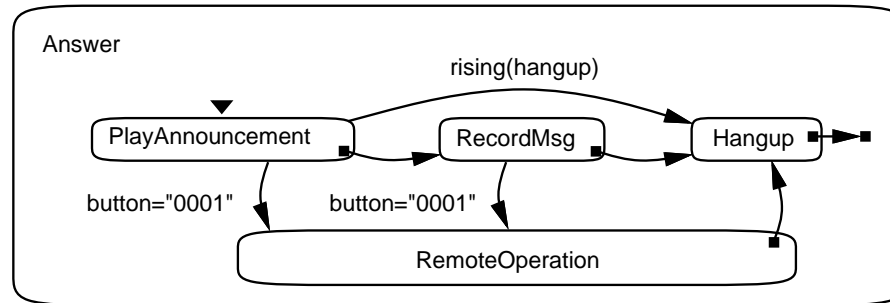 Answer
rising(hangup)
PlayAnnouncement
RecordMsg
Hangup
button="0001"
button="0001"
RemoteOperation